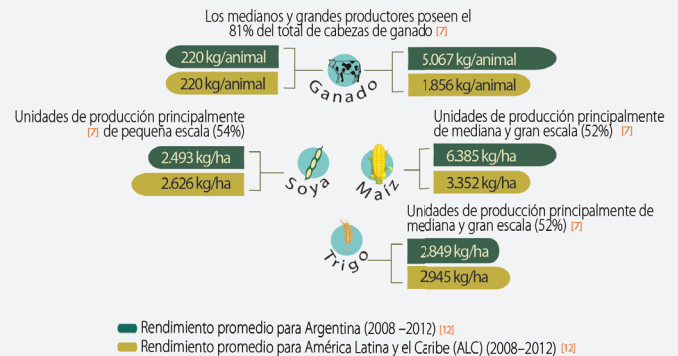 Los medianos y grandes productores poseen el
81% del total de cabezas de ganado [7]
220 kg/animal
220 kg/animal
Ganado
5.067 kg/animal
1.856 kg/animal
Unidades de producción principalmente
[7] de pequeña escala (54%)
2.493 kg/ha
2.626 kg/ha
Soya
Unidades de producción principalmente
de mediana y gran escala (52%) [7]
Maíz
6.385 kg/ha
3.352 kg/ha
Unidades de producción principalmente de
mediana y gran escala (52%) [7]
Trigo
2.849 kg/ha
2945 kg/ha
Rendimiento promedio para Argentina (2008 –2012) [12]
Rendimiento promedio para América Latina y el Caribe (ALC) (2008–2012) [12]